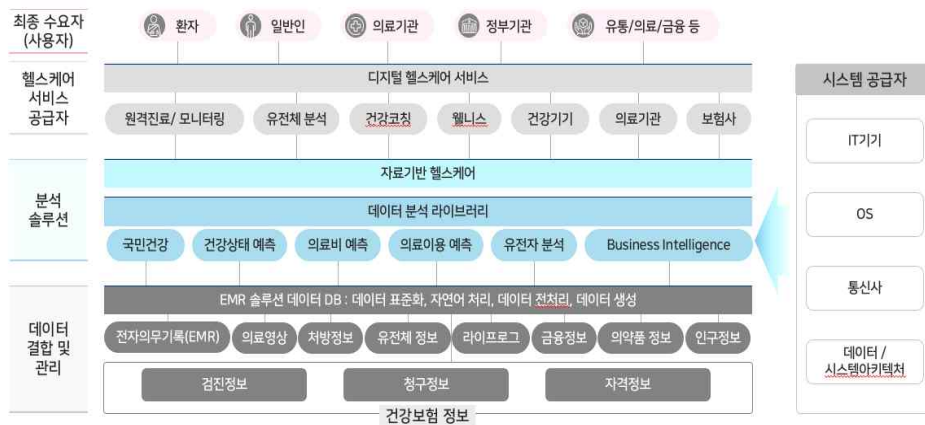 최종 수요자
(사용자)
환자
일반인
의료기관
정부기관
유통/의료/금융 등
헬스케어
서비스
공급자
디지털 헬스케어 서비스
원격진료/ 모니터링
유전체 분석
건강코칭
웰니스
건강기기
의료기관
보험사
분석
솔루션
자료기반 헬스케어
데이터 분석 라이브러리
국민건강
건강상태 예측
의료비 예측
의료이용 예측
유전자 분석
Business Intelligence
데이터
결합 및
관리
EMR 솔루션 데이터 DB : 데이터 표준화, 자연어 처리, 데이터 전처리, 데이터 생성
전자의무기록(EMR)
의료영상
처방정보
유전체 정보
라이프로그
금융정보
의약품 정보
인구정보
검진정보
청구정보
자격정보
건강보험 정보
시스템 공급자
IT기기
OS
통신사
데이터 /
시스템아키텍처